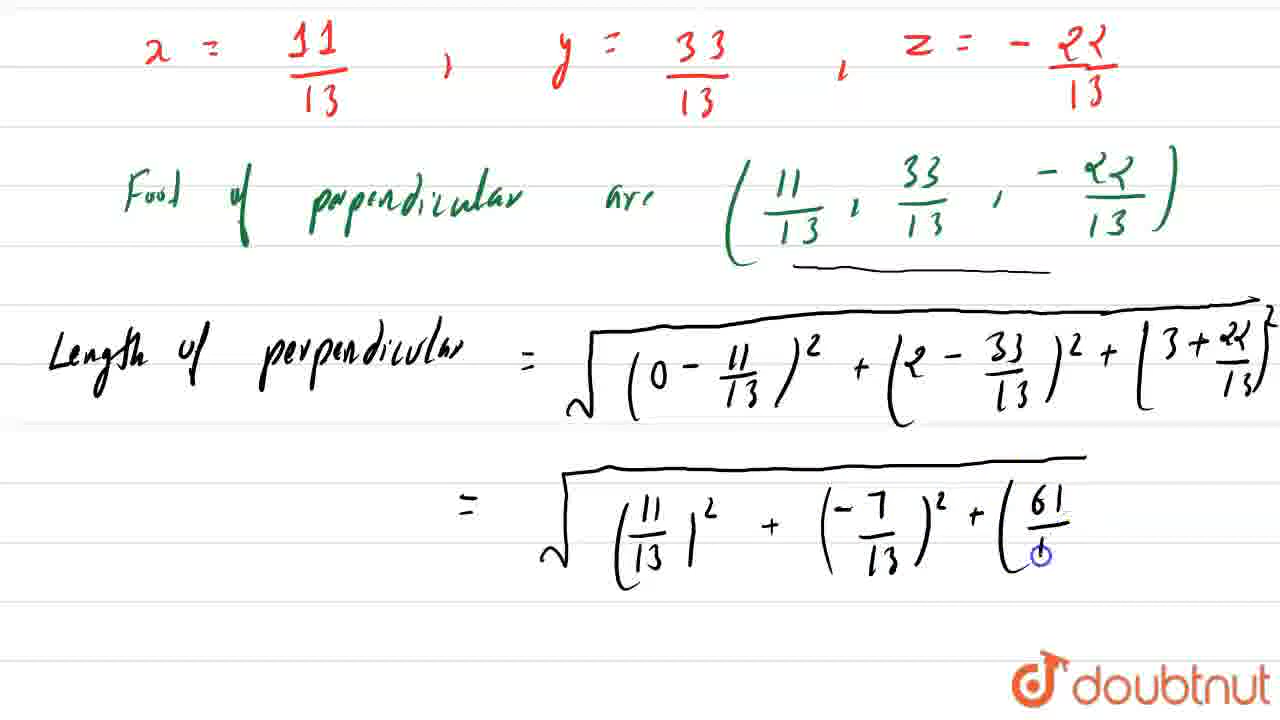 x = 11/13 , y = 33/13 , z = - 22/13
Foot of perpendicular are (11/13 , 33/13 , - 22/13)
Length of perpendicular = √((0 - 11/13)² + (2 - 33/13)² + (3 + 22/13)²
= √((11/13)² + (- 7/13)² + (61/1
doubtnut